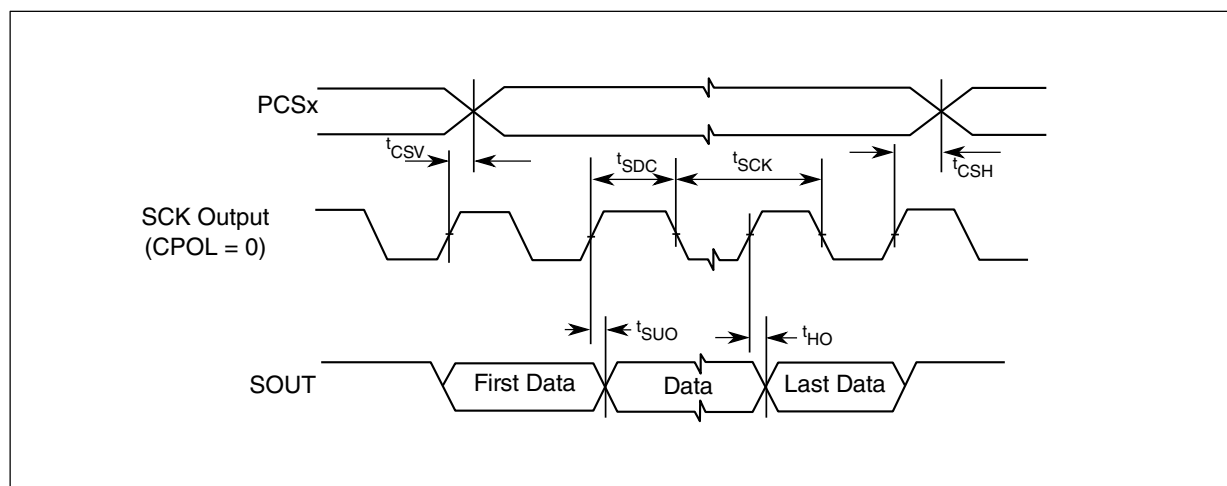 PCSx
tCSV
tSDC
tSCK
tCSH
SCK Output
(CPOL = 0)
tSUO
tHO
SOUT
First Data
Data
Last Data